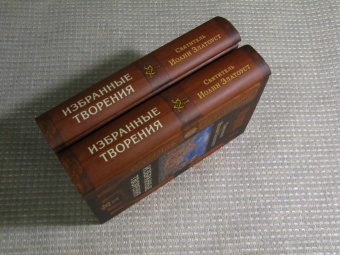 Святитель
Иоанн Златоуст
ИЗБРАННЫЕ
ТВОРЕНИЯ
Святитель
Иоанн Златоуст
ИЗБРАННЫЕ
ТВОРЕНИЯ